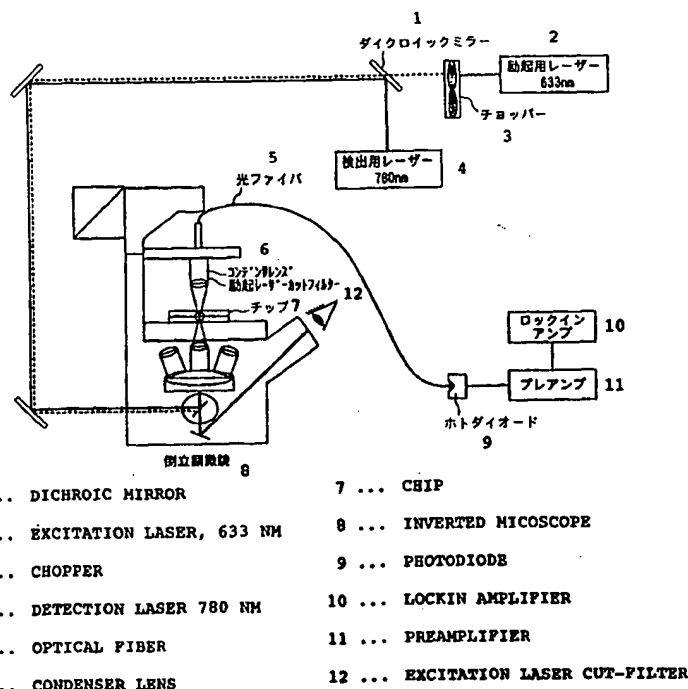 1
ダイクロイックミラー
2
励起用レーザー
633nm
チョッパー
3
検出用レーザー
780nm
4
5
光ファイバ
6
コンデンサレンズ
励起レーザーカットフィルター
12
チップ7
ロックイン
アンプ
10
プレアンプ
11
ホトダイオード
9
倒立顕微鏡
8
.. DICHROIC MIRROR
.. EXCITATION LASER, 633 NM
.. CHOPPER
.. DETECTION LASER 780 NM
.. OPTICAL FIBER
.. CONDENSER LENS
7 ... CHIP
8 ... INVERTED MICOSCOPE
9 ... PHOTODIODE
10 ... LOCKIN AMPLIFIER
11 ... PREAMPLIFIER
12 ... EXCITATION LASER CUT-FILTER